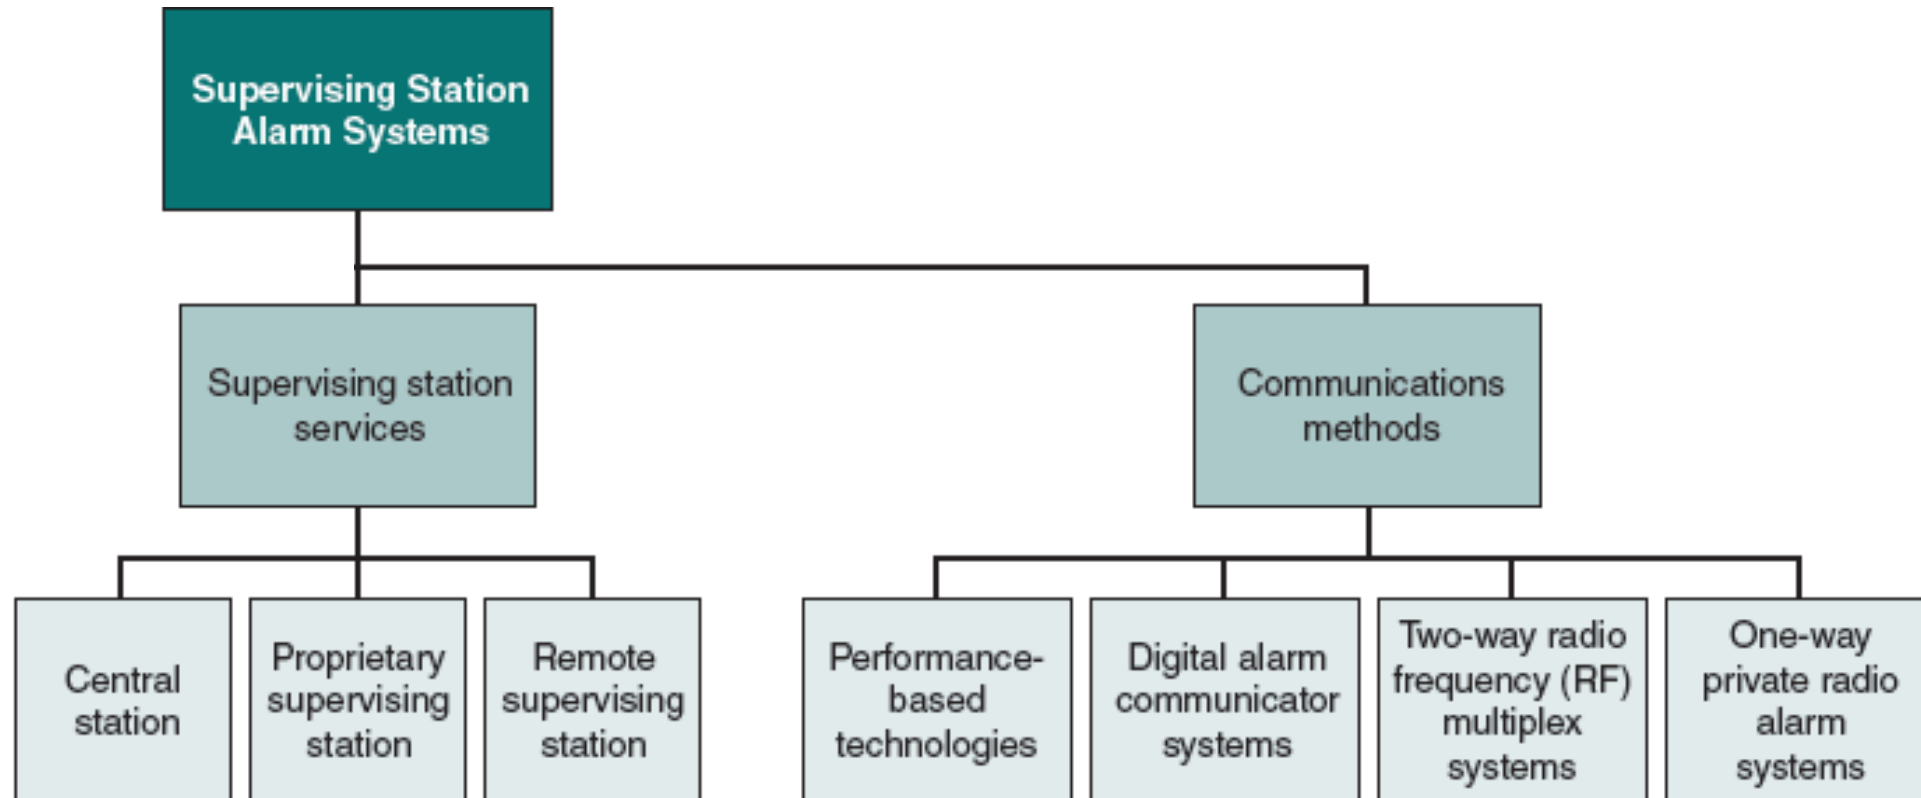 Supervising Station
Alarm Systems
Supervising station
services
Communications
methods
Central
station
Proprietary
supervising
station
Remote
supervising
station
Performance-
based
technologies
Digital alarm
communicator
systems
Two-way radio
frequency (RF)
multiplex
systems
One-way
private radio
alarm
systems